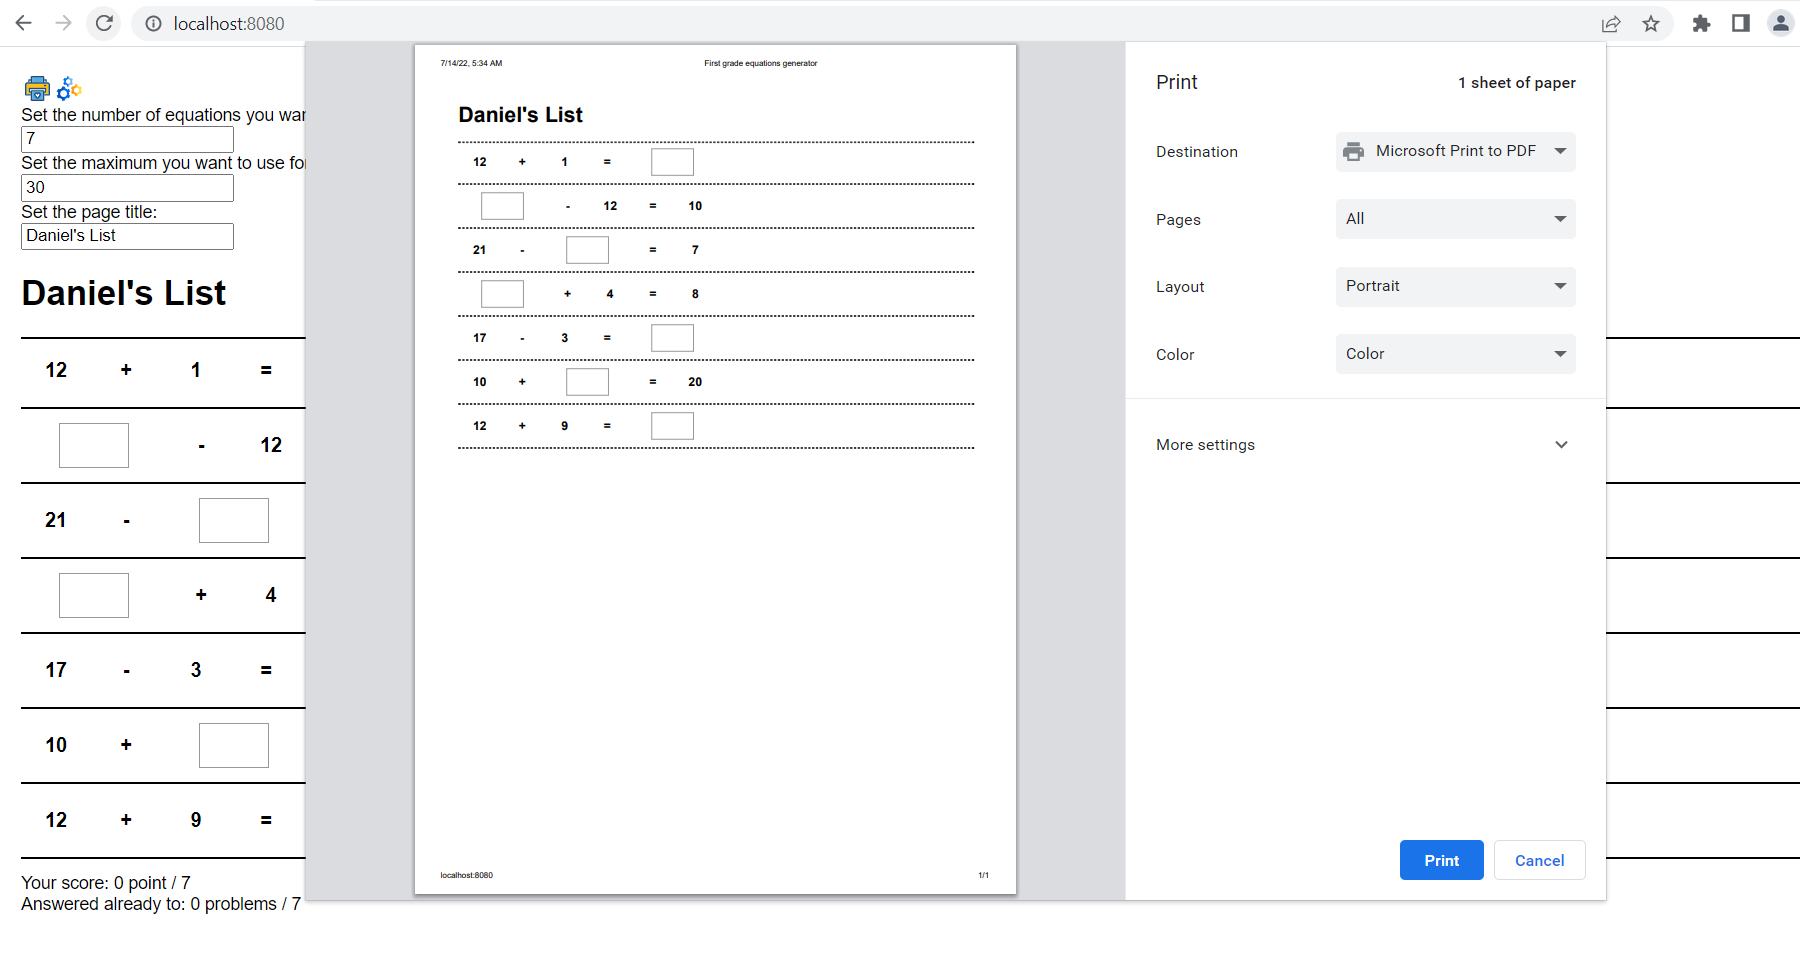 localhost:8080
Set the number of equations you wan
7
Set the maximum you want to use fo
30
Set the page title:
Daniel's List
Daniel's List
12 + 1 =
- 12
21 -
+ 4
17 - 3 =
10 +
12 + 9 =
Your score: 0 point / 7
Answered already to: 0 problems / 7
7/14/22, 5:34 AM First grade equations generator
Daniel's List
12 + 1 =
- 12 = 10
21 - = 7
+ 4 = 8
17 - 3 =
10 + = 20
12 + 9 =
localhost:8080 1/1
Print 1 sheet of paper
Destination Microsoft Print to PDF
Pages All
Layout Portrait
Color Color
More settings
Print Cancel